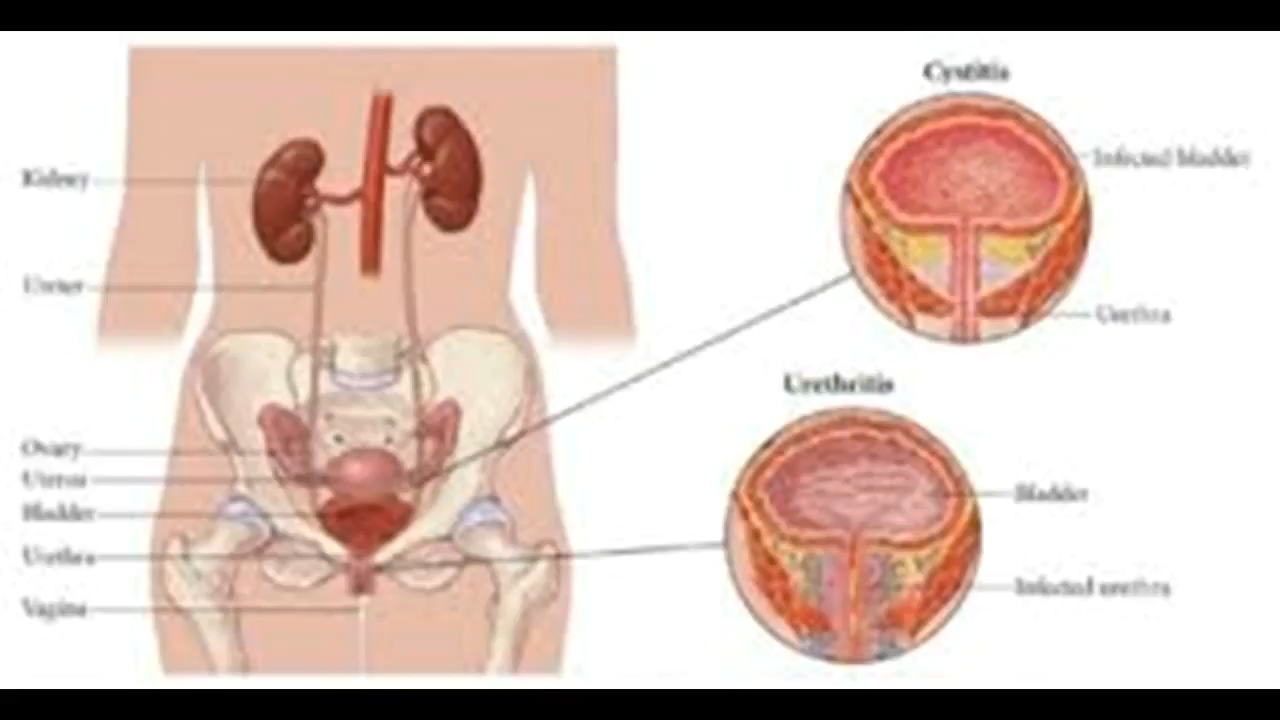 Kidney
Ureter
Ovary
Uterus
Bladder
Urethra
Vagina
Cystitis
Infected bladder
Urethra
Urethritis
Bladder
Infected urethra